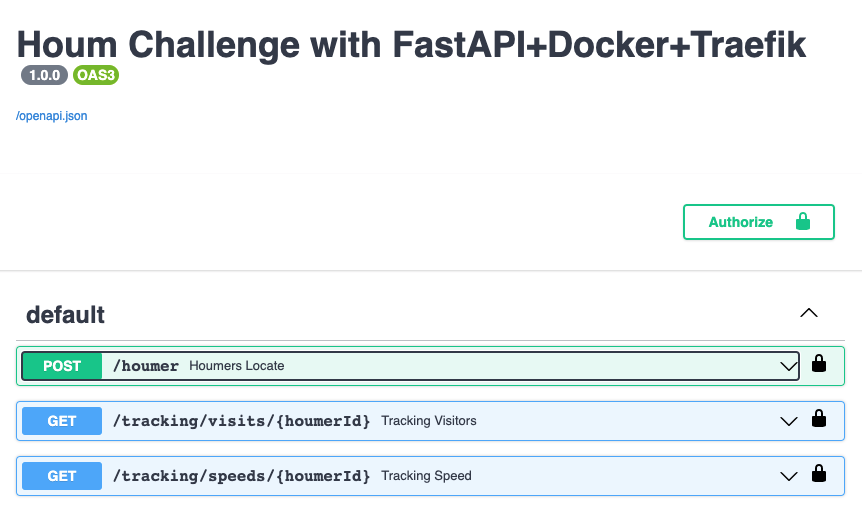 Houm Challenge with FastAPI+Docker+Traefik
1.0.0 OAS3
/openapi.json
Authorize
default
POST /houmer Houmers Locate
GET /tracking/visits/{houmerId} Tracking Visitors
GET /tracking/speeds/{houmerId} Tracking Speed